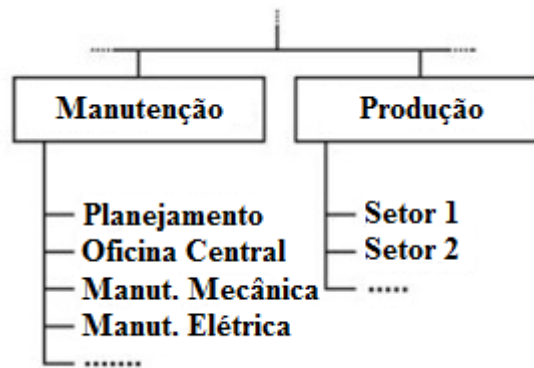 Manutenção
Produção
Planejamento
Oficina Central
Manut. Mecânica
Manut. Elétrica
Setor 1
Setor 2